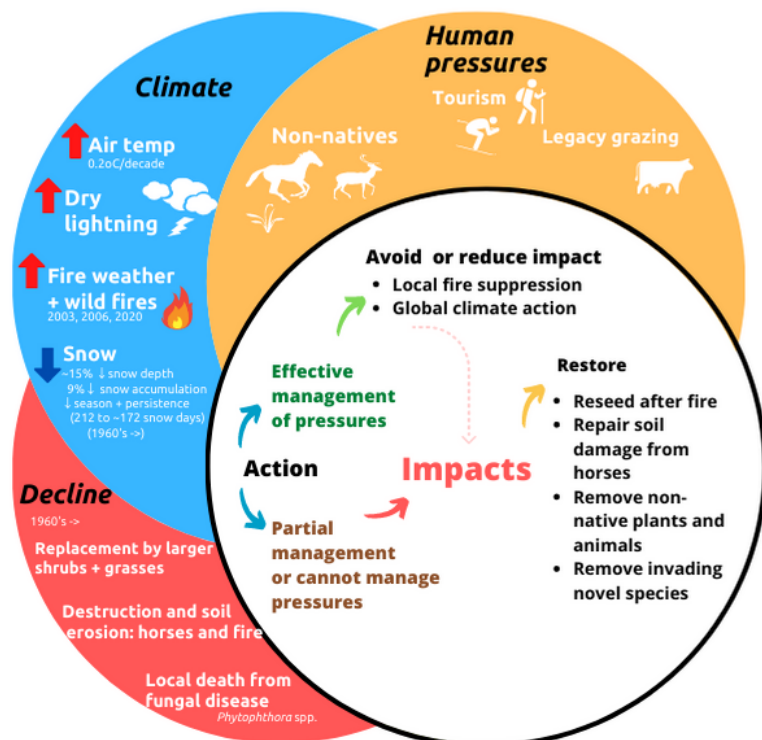 Climate
Air temp
0.2oC/decade
Dry
lightning
Fire weather
+ wild fires
2003, 2006, 2020
Snow
~15% ↓ snow depth
9% ↓ snow accumulation
↓ season + persistence
(212 to ~172 snow days)
(1960's ->)
Human
pressures
Tourism
Non-natives
Legacy grazing
Decline
1960's ->
Replacement by larger
shrubs + grasses
Destruction and soil
erosion: horses and fire
Local death from
fungal disease
Phytophthora spp.
Avoid or reduce impact
• Local fire suppression
• Global climate action
Effective
management
of pressures
Action
Partial
management
or cannot manage
pressures
Impacts
Restore
• Reseed after fire
• Repair soil
damage from
horses
• Remove non-
native plants and
animals
• Remove invading
novel species